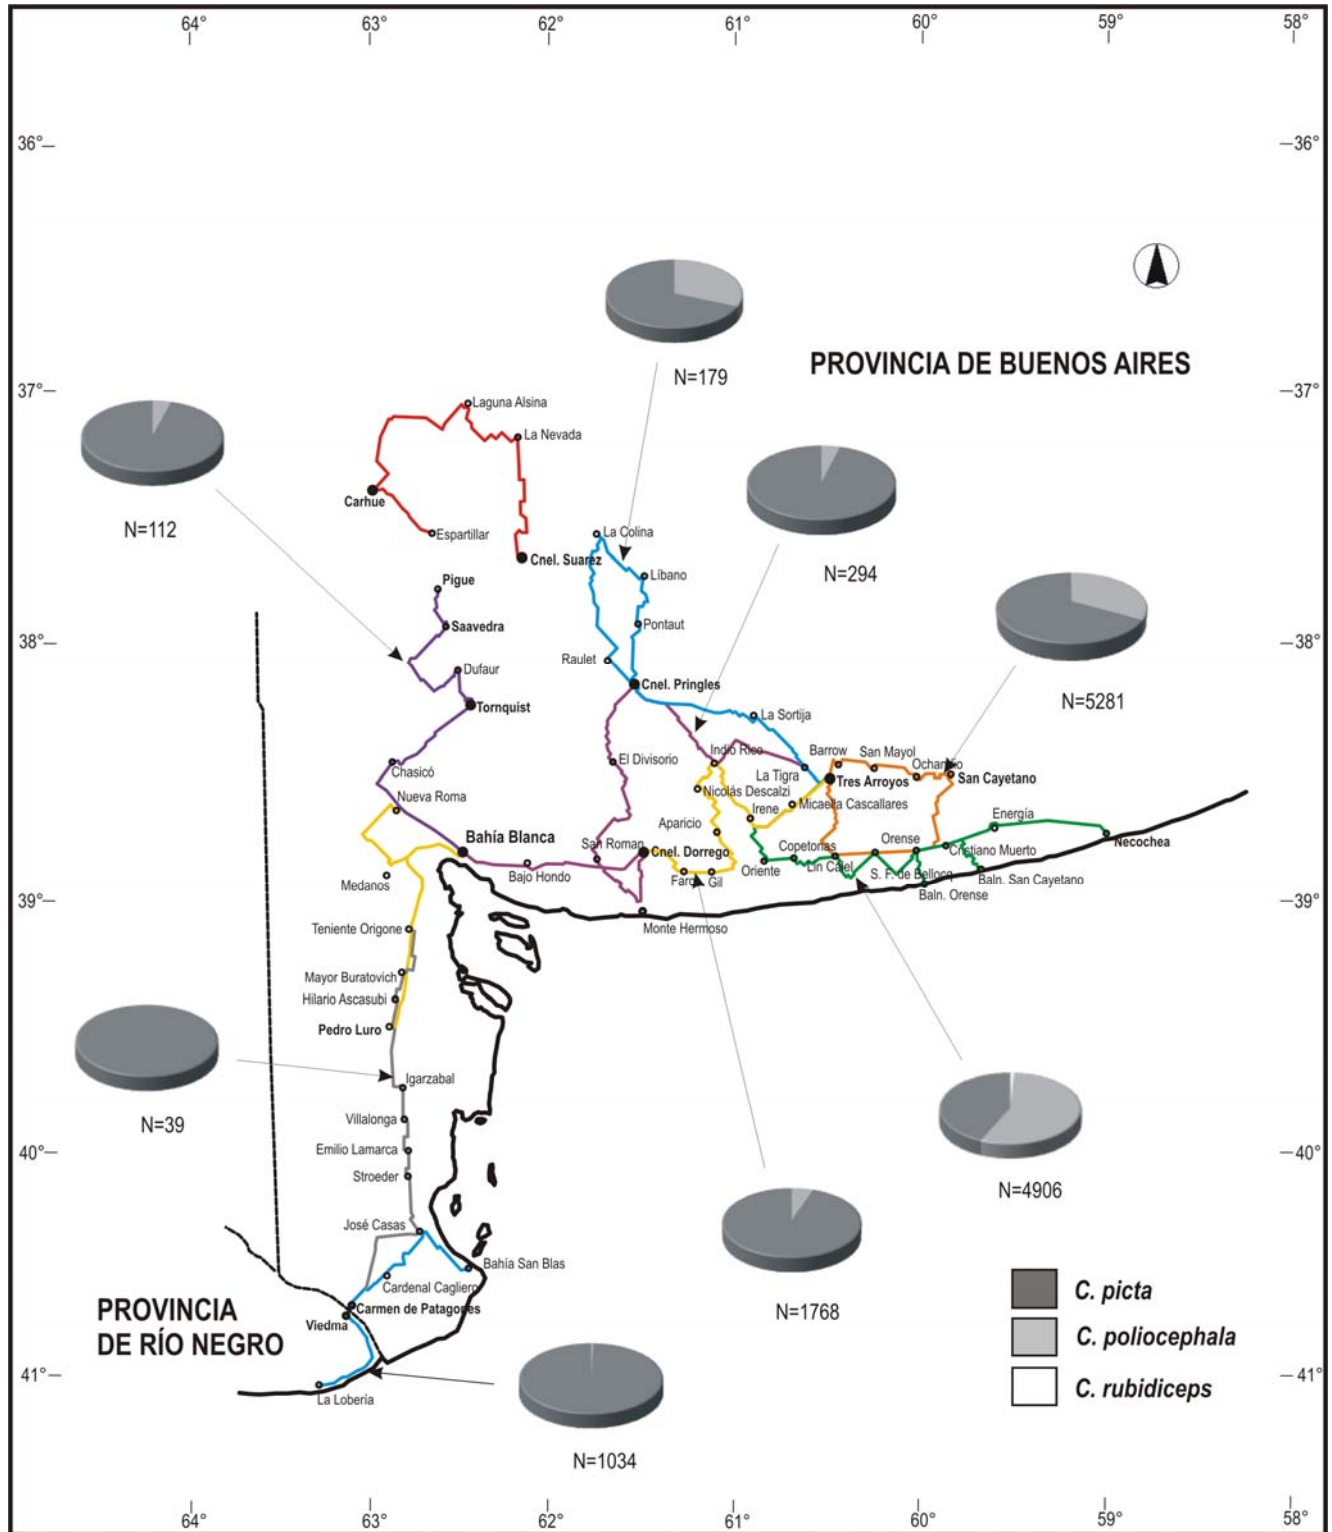 64° 63° 62° 61° 60° 59° 58°
36° 36°
N=179
PROVINCIA DE BUENOS AIRES
37° 37°
Laguna Alsina
La Nevada
Carhue
Espartillar
N=112
La Colina
Cnel. Suarez
Líbano
N=294
Pigue
Saavedra
Pontaut
38° 38°
Raulet
Dufaur
Cnel. Pringles
Tornquist
N=5281
La Sortija
El Divisorio
Indio Rico
Barrow
San Mayol
Ochandio
La Tigra
Tres Arroyos
San Cayetano
Chasicó
Nicolás Descalzi
Nueva Roma
Irene
Micaella Cascallares
Energía
Aparicio
Bahía Blanca
San Roman
Cnel. Dorrego
Copetonas
Orense
Cristiano Muerto
Necochea
Bajo Hondo
Oriente
Lin Calel
S. F. de Bellocq
Medanos
Faro
Gil
Baln. San Cayetano
Baln. Orense
39° 39°
Monte Hermoso
Teniente Origone
Mayor Buratovich
Hilario Ascasubi
Pedro Luro
Igarzabal
N=39
Villalonga
Emilio Lamarca
40° 40°
Stroeder
N=4906
José Casas
Bahía San Blas
Cardenal Cagliero
Carmen de Patagones
Viedma
N=1768
PROVINCIA
DE RÍO NEGRO
C. picta
C. poliocephala
C. rubidiceps
41° 41°
La Lobería
N=1034
64° 63° 62° 61° 60° 59° 58°